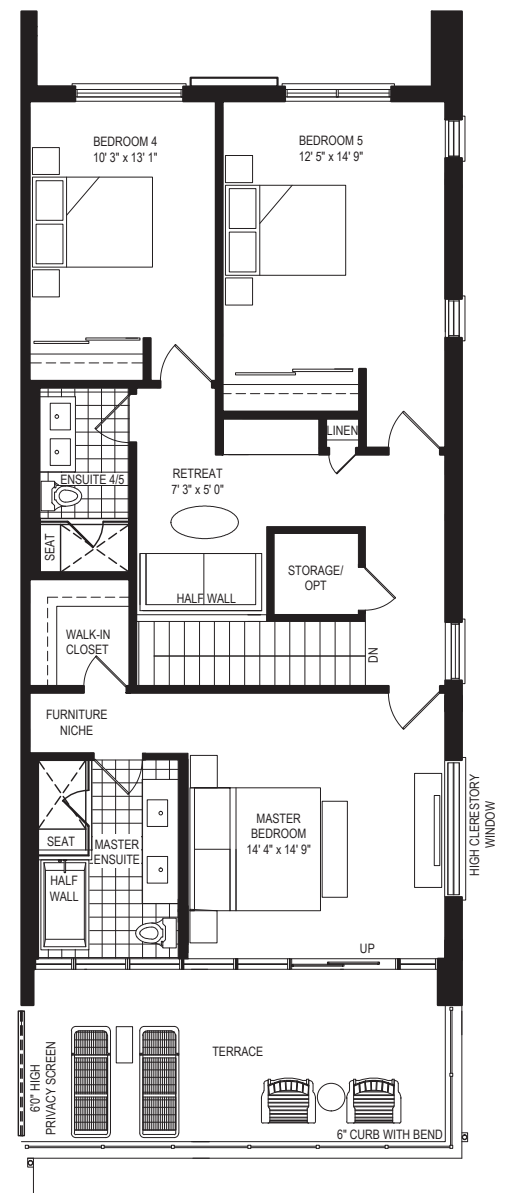 BEDROOM 4
10' 3" x 13' 1"
BEDROOM 5
12' 5" x 14' 9"
LINEN
ENSUITE 4/5
RETREAT
7' 3" x 5' 0"
SEAT
STORAGE/
OPT
HALF WALL
WALK-IN
CLOSET
DN
FURNITURE
NICHE
SEAT
MASTER
ENSUITE
HALF
WALL
MASTER
BEDROOM
14' 4" x 14' 9"
HIGH CLERESTORY
WINDOW
UP
TERRACE
6'0" HIGH
PRIVACY SCREEN
6" CURB WITH BEND